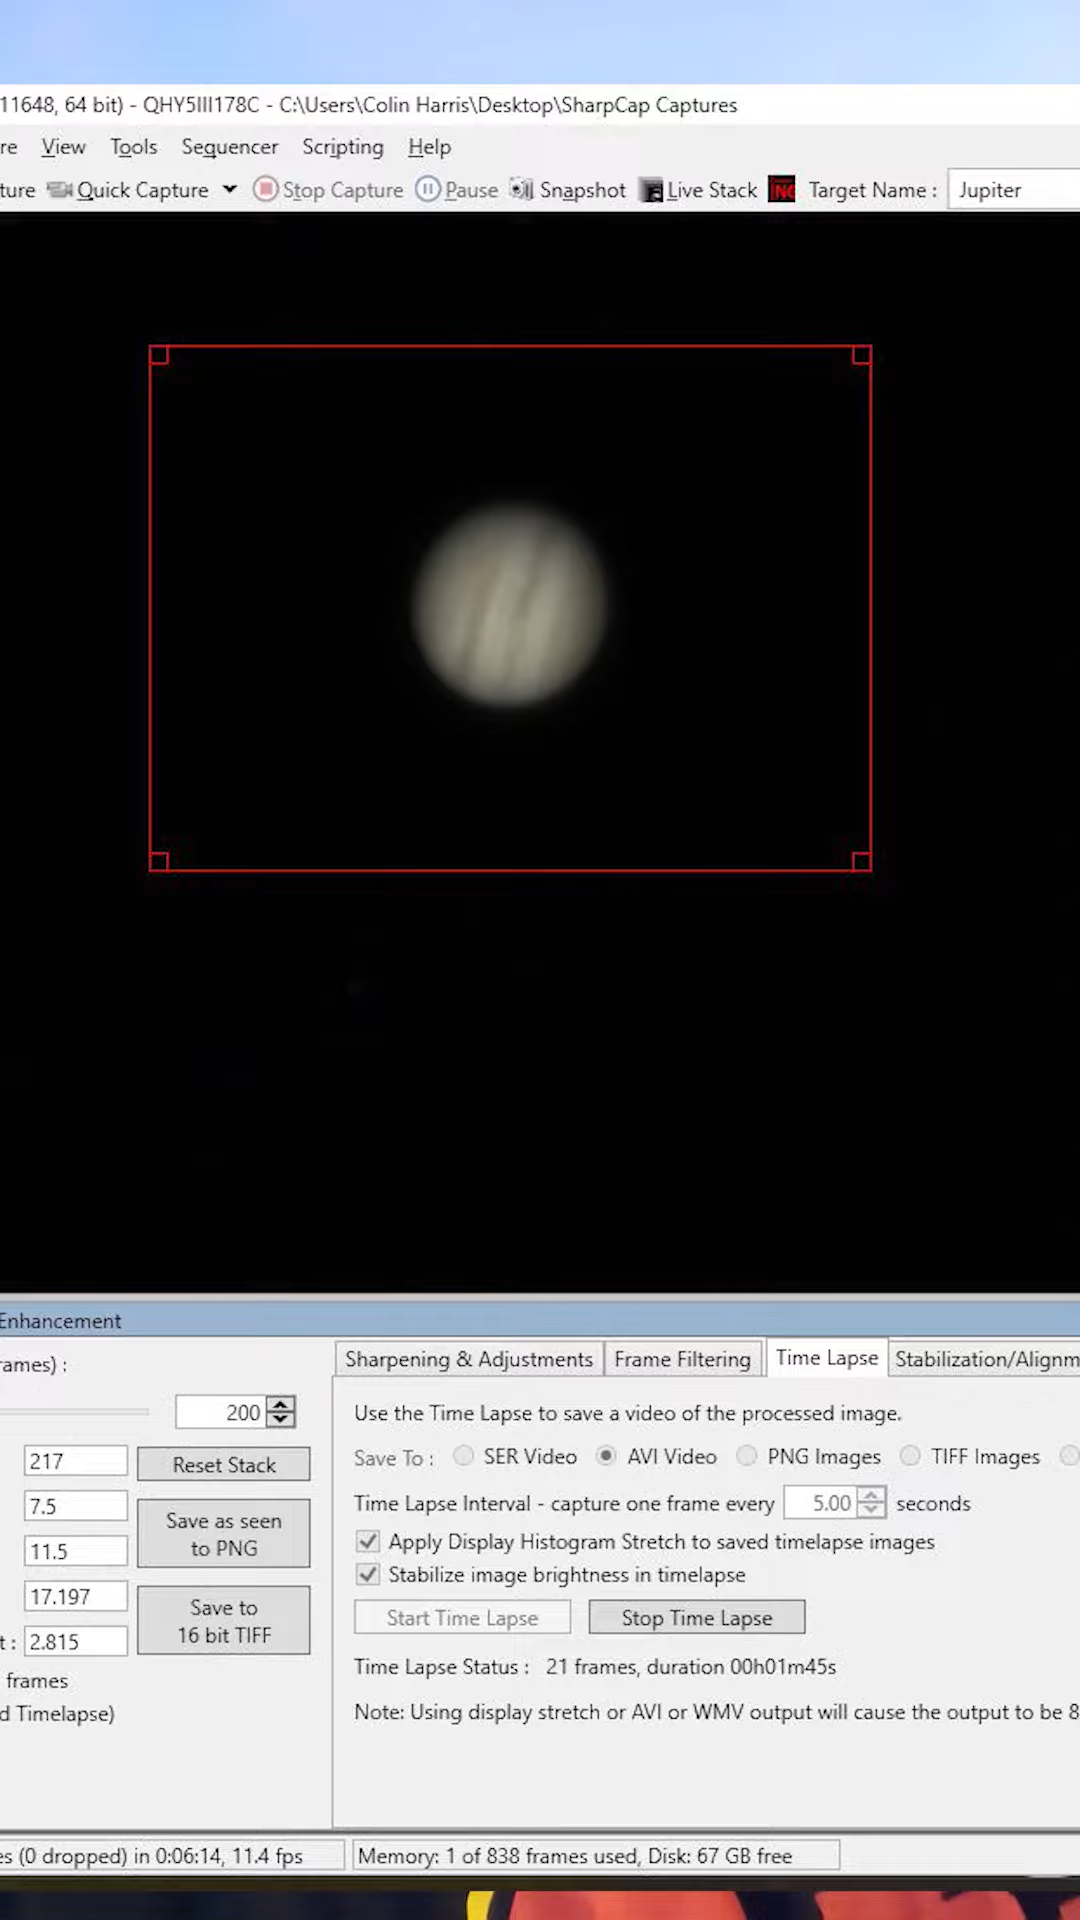 11648, 64 bit) - QHY5III178C - C:\Users\Colin Harris\Desktop\SharpCap Captures
re View Tools Sequencer Scripting Help
ture Quick Capture Stop Capture Pause Snapshot Live Stack Target Name : Jupiter
Enhancement
rames) :
200
217
Reset Stack
7.5
Save as seen
to PNG
11.5
17.197
Save to
16 bit TIFF
t : 2.815
frames
d Timelapse)
Sharpening & Adjustments Frame Filtering Time Lapse Stabilization/Alignm
Use the Time Lapse to save a video of the processed image.
Save To : SER Video AVI Video PNG Images TIFF Images
Time Lapse Interval - capture one frame every 5.00 seconds
Apply Display Histogram Stretch to saved timelapse images
Stabilize image brightness in timelapse
Start Time Lapse Stop Time Lapse
Time Lapse Status : 21 frames, duration 00h01m45s
Note: Using display stretch or AVI or WMV output will cause the output to be 8
es (0 dropped) in 0:06:14, 11.4 fps Memory: 1 of 838 frames used, Disk: 67 GB free